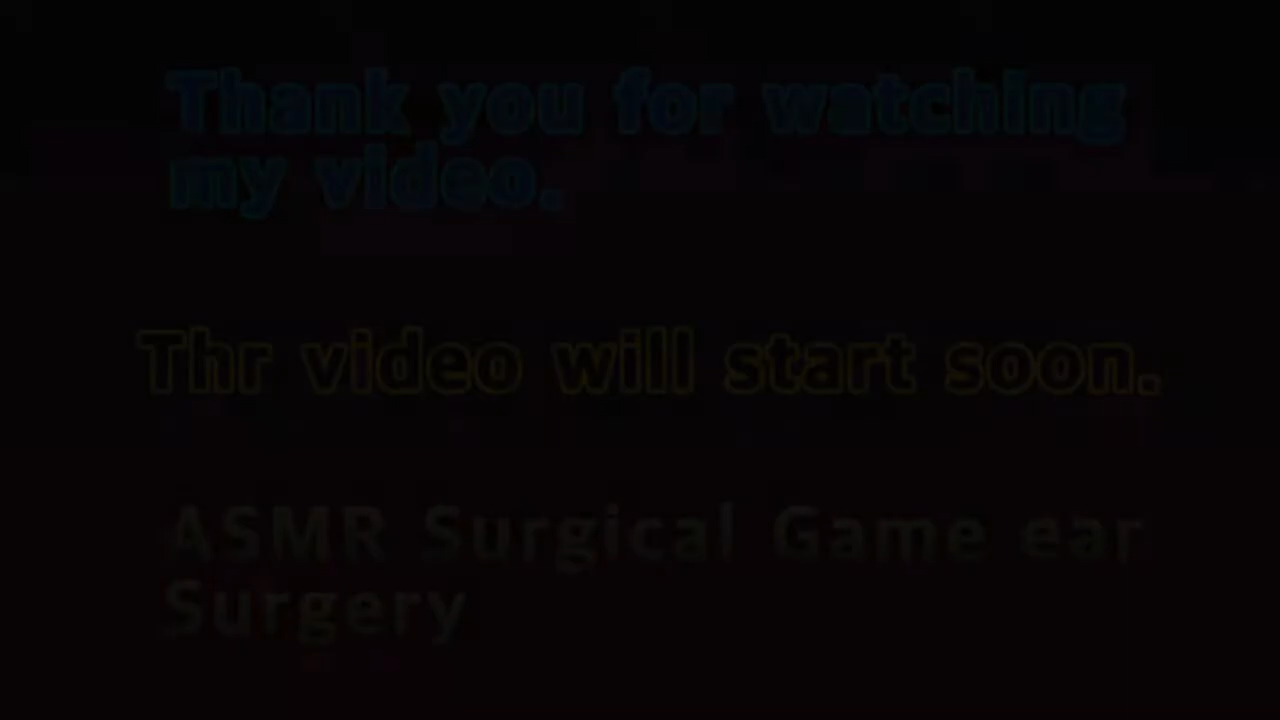 Thank you for watching
my video.
Thr video will start soon.
ASMR Surgical Game ear
Surgery